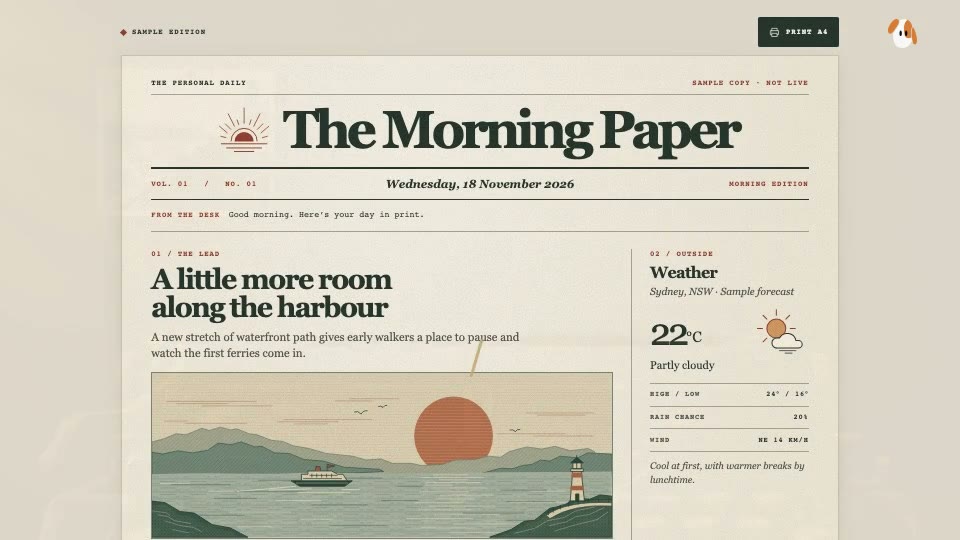 SAMPLE EDITION
PRINT A4
THE PERSONAL DAILY
SAMPLE COPY · NOT LIVE
The Morning Paper
VOL. 01 / NO. 01
Wednesday, 18 November 2026
MORNING EDITION
FROM THE DESK Good morning. Here's your day in print.
01 / THE LEAD
A little more room
along the harbour
A new stretch of waterfront path gives early walkers a place to pause and
watch the first ferries come in.
02 / OUTSIDE
Weather
Sydney, NSW · Sample forecast
22°C
Partly cloudy
HIGH / LOW 24° / 16°
RAIN CHANCE 20%
WIND NE 14 KM/H
Cool at first, with warmer breaks by
lunchtime.